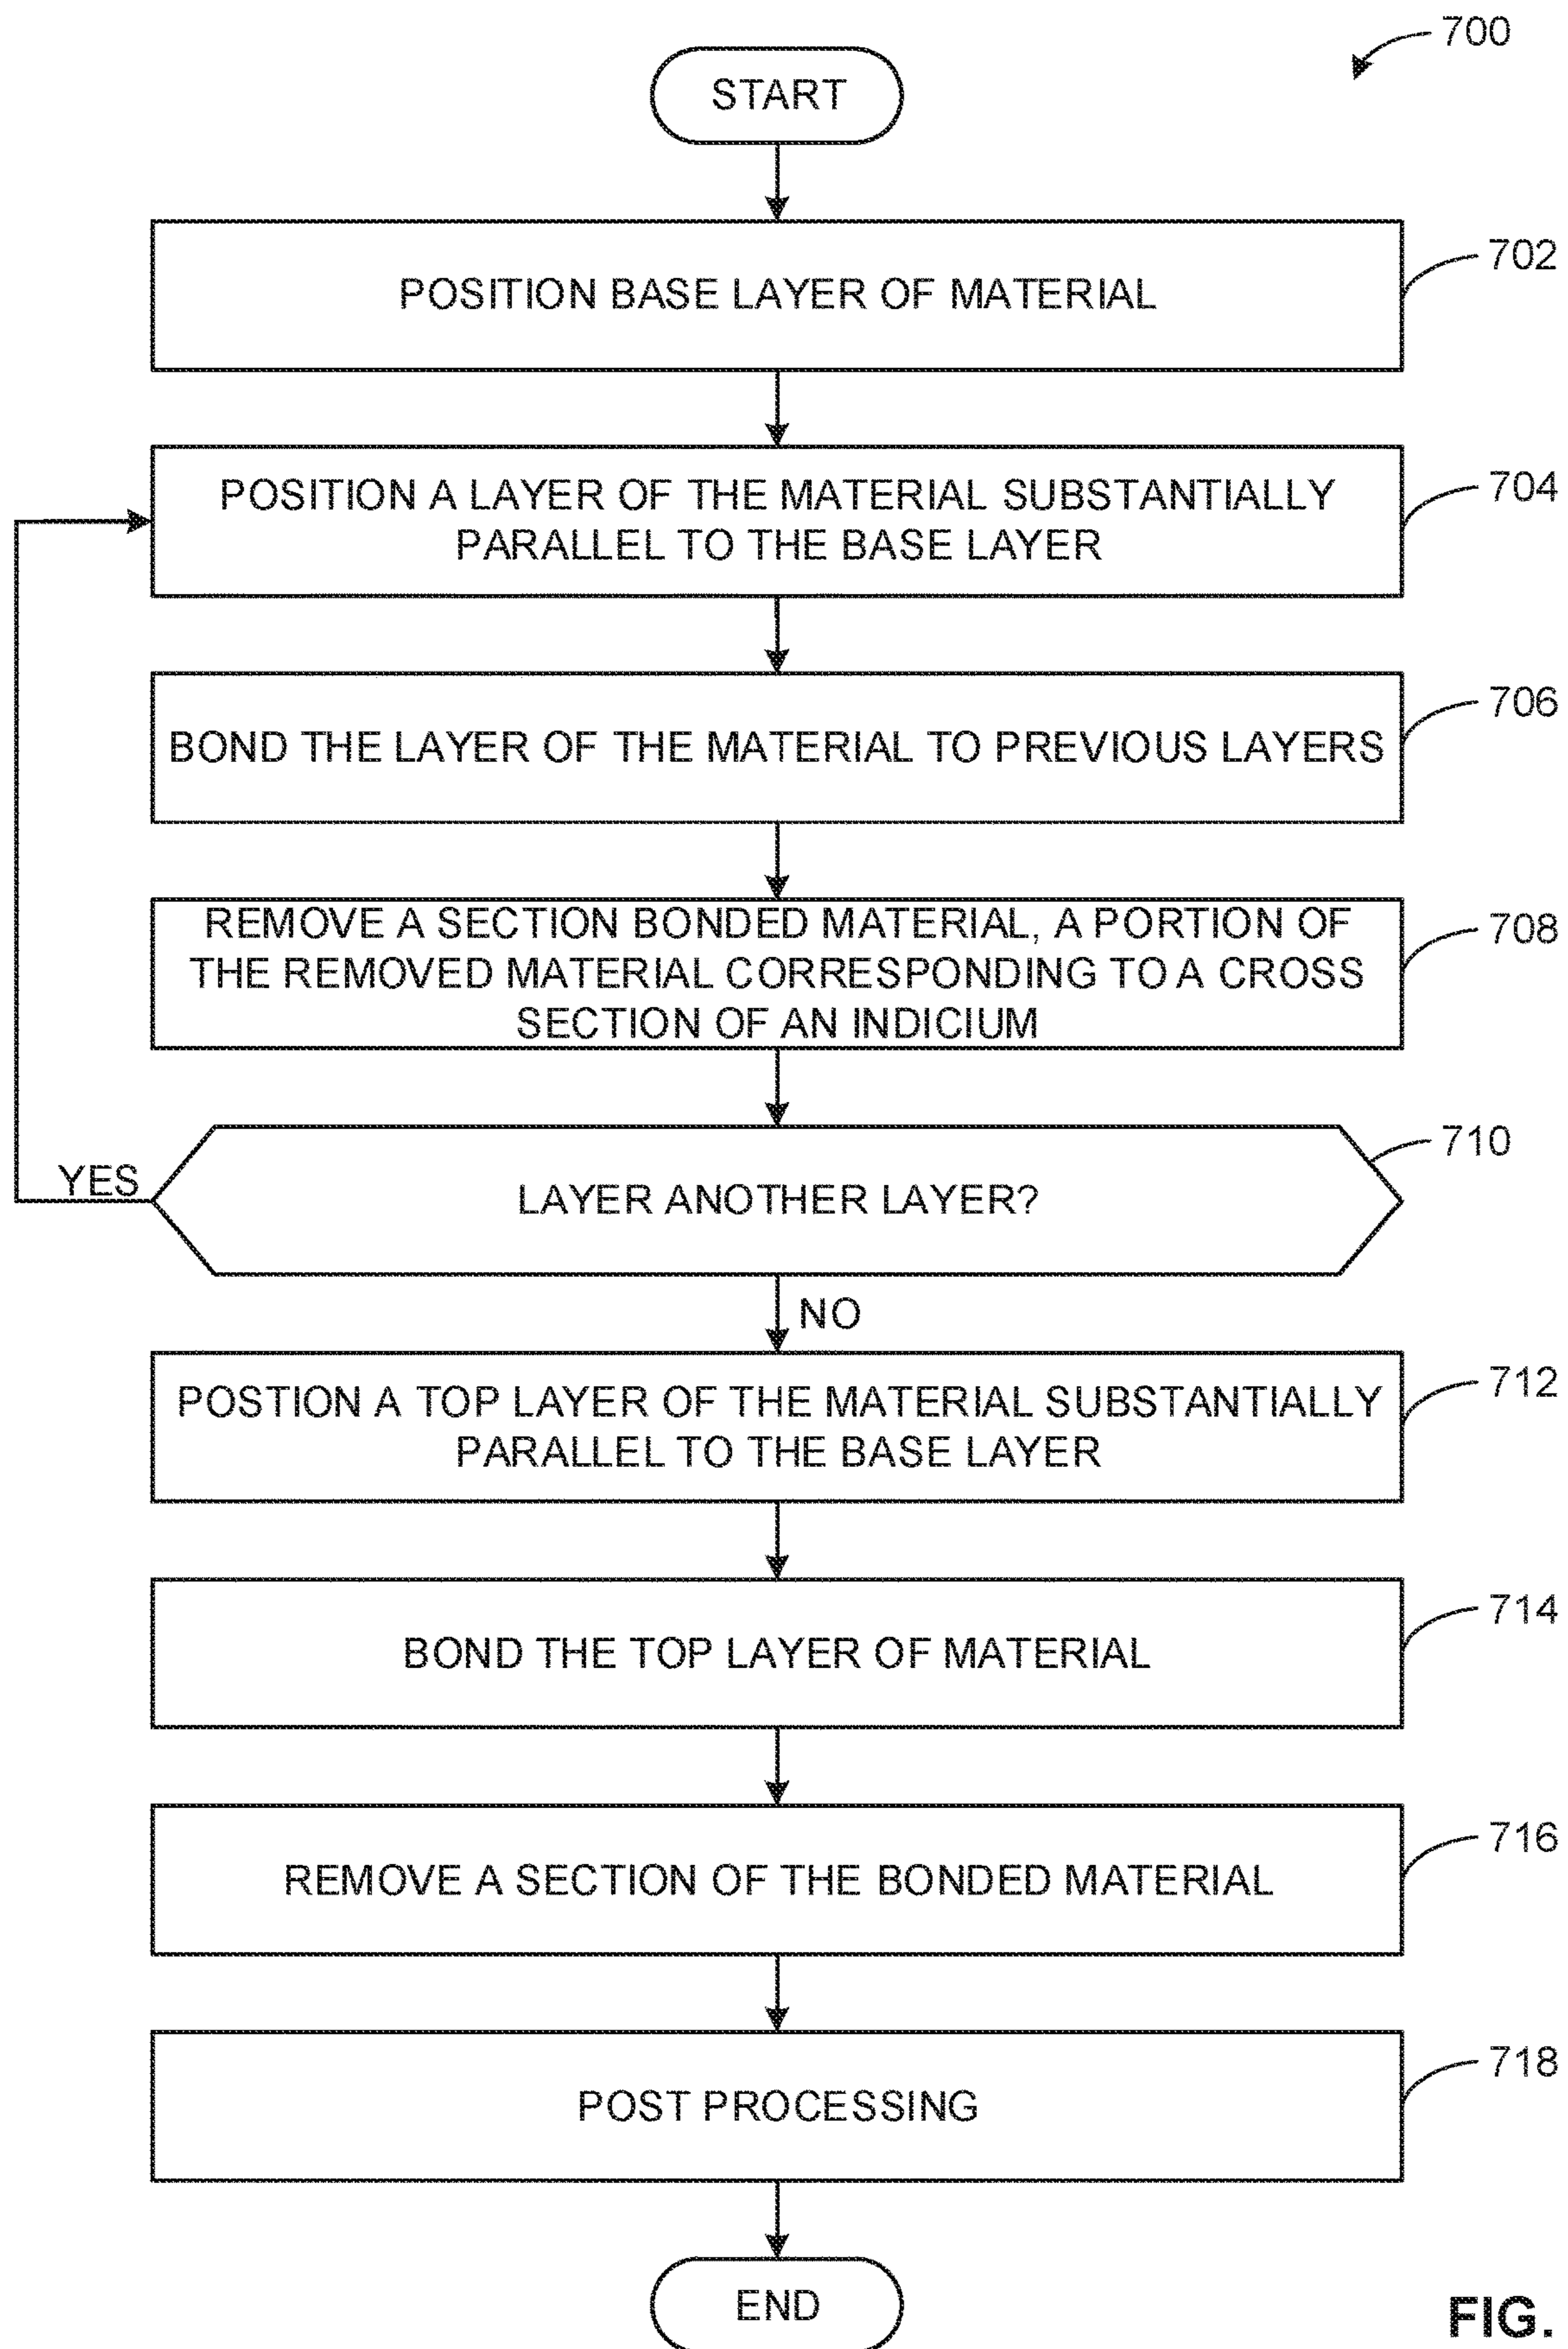 700
START
POSITION BASE LAYER OF MATERIAL
702
POSITION A LAYER OF THE MATERIAL SUBSTANTIALLY
PARALLEL TO THE BASE LAYER
704
BOND THE LAYER OF THE MATERIAL TO PREVIOUS LAYERS
706
REMOVE A SECTION BONDED MATERIAL, A PORTION OF
THE REMOVED MATERIAL CORRESPONDING TO A CROSS
SECTION OF AN INDICIUM
708
LAYER ANOTHER LAYER?
710
YES
NO
POSTION A TOP LAYER OF THE MATERIAL SUBSTANTIALLY
PARALLEL TO THE BASE LAYER
712
BOND THE TOP LAYER OF MATERIAL
714
REMOVE A SECTION OF THE BONDED MATERIAL
716
POST PROCESSING
718
END
FIG.